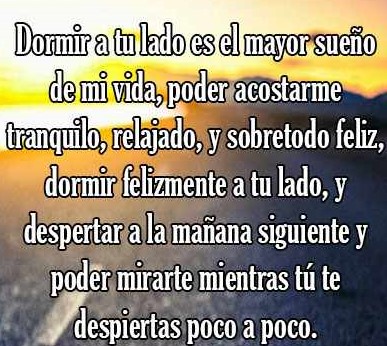 Dormir a tu lado es el mayor sueño
de mi vida, poder acostarme
tranquilo, relajado, y sobretodo feliz,
dormir felizmente a tu lado, y
despertar a la mañana siguiente y
poder mirarte mientras tú te
despiertas poco a poco.